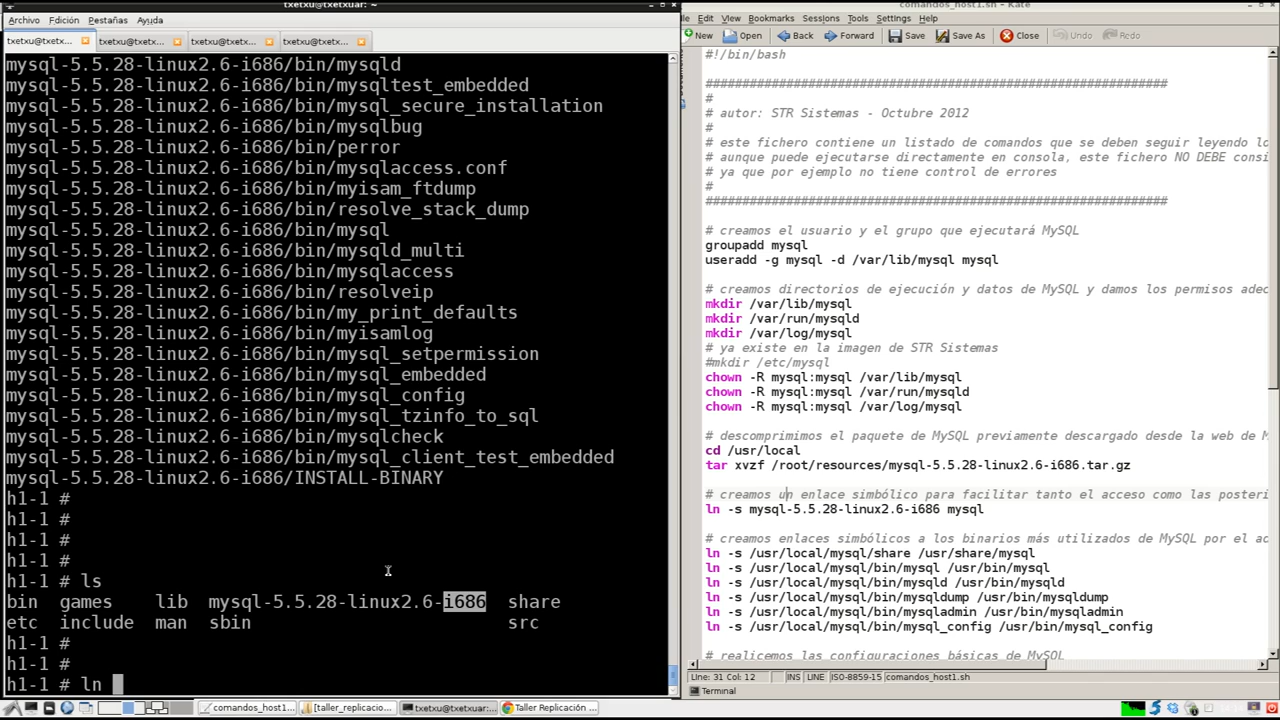 txetxu@txetxuar: ~
Archivo Edición Pestañas Ayuda
txetxu@txetx... txetxu@txetx... txetxu@txetx... txetxu@txetx...
mysql-5.5.28-linux2.6-i686/bin/mysqld
mysql-5.5.28-linux2.6-i686/bin/mysqltest_embedded
mysql-5.5.28-linux2.6-i686/bin/mysql_secure_installation
mysql-5.5.28-linux2.6-i686/bin/mysqlbug
mysql-5.5.28-linux2.6-i686/bin/perror
mysql-5.5.28-linux2.6-i686/bin/mysqlaccess.conf
mysql-5.5.28-linux2.6-i686/bin/myisam_ftdump
mysql-5.5.28-linux2.6-i686/bin/resolve_stack_dump
mysql-5.5.28-linux2.6-i686/bin/mysql
mysql-5.5.28-linux2.6-i686/bin/mysqld_multi
mysql-5.5.28-linux2.6-i686/bin/mysqlaccess
mysql-5.5.28-linux2.6-i686/bin/resolveip
mysql-5.5.28-linux2.6-i686/bin/my_print_defaults
mysql-5.5.28-linux2.6-i686/bin/myisamlog
mysql-5.5.28-linux2.6-i686/bin/mysql_setpermission
mysql-5.5.28-linux2.6-i686/bin/mysql_embedded
mysql-5.5.28-linux2.6-i686/bin/mysql_config
mysql-5.5.28-linux2.6-i686/bin/mysql_tzinfo_to_sql
mysql-5.5.28-linux2.6-i686/bin/mysqlcheck
mysql-5.5.28-linux2.6-i686/bin/mysql_client_test_embedded
mysql-5.5.28-linux2.6-i686/INSTALL-BINARY
h1-1 #
h1-1 #
h1-1 #
h1-1 #
h1-1 # ls
bin games lib mysql-5.5.28-linux2.6-i686 share
etc include man sbin src
h1-1 #
h1-1 #
h1-1 # ln
comandos_host1.sh - Kate
Edit View Bookmarks Sessions Tools Settings Help
New Open Back Forward Save Save As Close Undo Redo
#!/bin/bash
###############################################################
#
# autor: STR Sistemas - Octubre 2012
#
# este fichero contiene un listado de comandos que se deben seguir leyendo lo
# aunque puede ejecutarse directamente en consola, este fichero NO DEBE consi
# ya que por ejemplo no tiene control de errores
#
###############################################################
# creamos el usuario y el grupo que ejecutará MySQL
groupadd mysql
useradd -g mysql -d /var/lib/mysql mysql
# creamos directorios de ejecución y datos de MySQL y damos los permisos adec
mkdir /var/lib/mysql
mkdir /var/run/mysqld
mkdir /var/log/mysql
# ya existe en la imagen de STR Sistemas
#mkdir /etc/mysql
chown -R mysql:mysql /var/lib/mysql
chown -R mysql:mysql /var/run/mysqld
chown -R mysql:mysql /var/log/mysql
# descomprimimos el paquete de MySQL previamente descargado desde la web de M
cd /usr/local
tar xvzf /root/resources/mysql-5.5.28-linux2.6-i686.tar.gz
# creamos un enlace simbólico para facilitar tanto el acceso como las posteri
ln -s mysql-5.5.28-linux2.6-i686 mysql
# creamos enlaces simbólicos a los binarios más utilizados de MySQL por el ad
ln -s /usr/local/mysql/share /usr/share/mysql
ln -s /usr/local/mysql/bin/mysql /usr/bin/mysql
ln -s /usr/local/mysql/bin/mysqld /usr/bin/mysqld
ln -s /usr/local/mysql/bin/mysqldump /usr/bin/mysqldump
ln -s /usr/local/mysql/bin/mysqladmin /usr/bin/mysqladmin
ln -s /usr/local/mysql/bin/mysql_config /usr/bin/mysql_config
# realicemos las configuraciones básicas de MySQL
Line: 31 Col: 12 INS LINE ISO-8859-15 comandos_host1.sh
Terminal
comandos_host1... [taller_replicacio... txetxu@txetxuar:... Taller Replicación ...